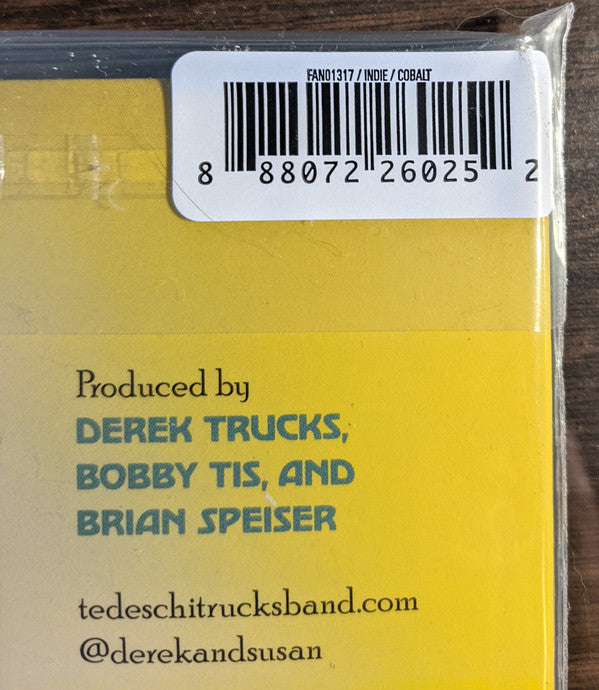 FAN01317 / INDIE / COBALT
8 88072 26025 2
Produced by
DEREK TRUCKS,
BOBBY TIS, AND
BRIAN SPEISER
tedeschitrucksband.com
@derekandsusan